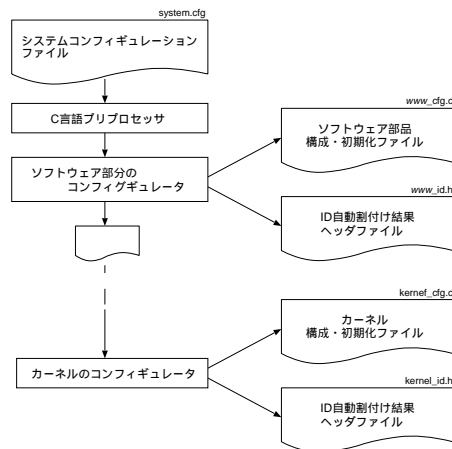 system.cfg
システムコンフィギュレーション
ファイル
C言語プリプロセッサ
www_cfg.c
ソフトウェア部品
構成・初期化ファイル
ソフトウェア部分の
コンフィグギュレータ
www_id.h
ID自動割付け結果
ヘッダファイル
kernef_cfg.c
カーネル
構成・初期化ファイル
カーネルのコンフィギュレータ
kernel_id.h
ID自動割付け結果
ヘッダファイル